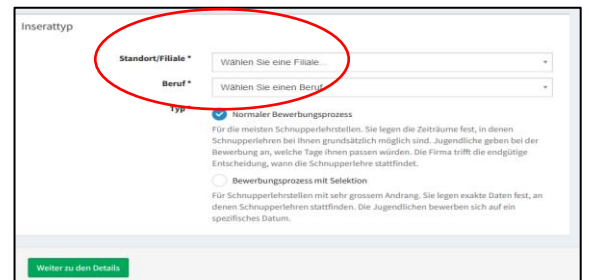 Inserattyp
Standort/Filiale *
Wählen Sie eine Filiale...
Beruf *
Wählen Sie einen Beruf
Typ *
Normaler Bewerbungsprozess
Für die meisten Schnupperlehrstellen. Sie legen die Zeiträume fest, in denen
Schnupperlehren bei Ihnen grundsätzlich möglich sind. Jugendliche geben bei der
Bewerbung an, welche Tage ihnen passen würden. Die Firma trifft die endgültige
Entscheidung, wann die Schnupperlehre stattfindet.
Bewerbungsprozess mit Selektion
Für Schnupperlehrstellen mit sehr grossem Andrang. Sie legen exakte Daten fest, an
denen Schnupperlehren stattfinden. Die Jugendlichen bewerben sich auf ein
spezifisches Datum.
Weiter zu den Details